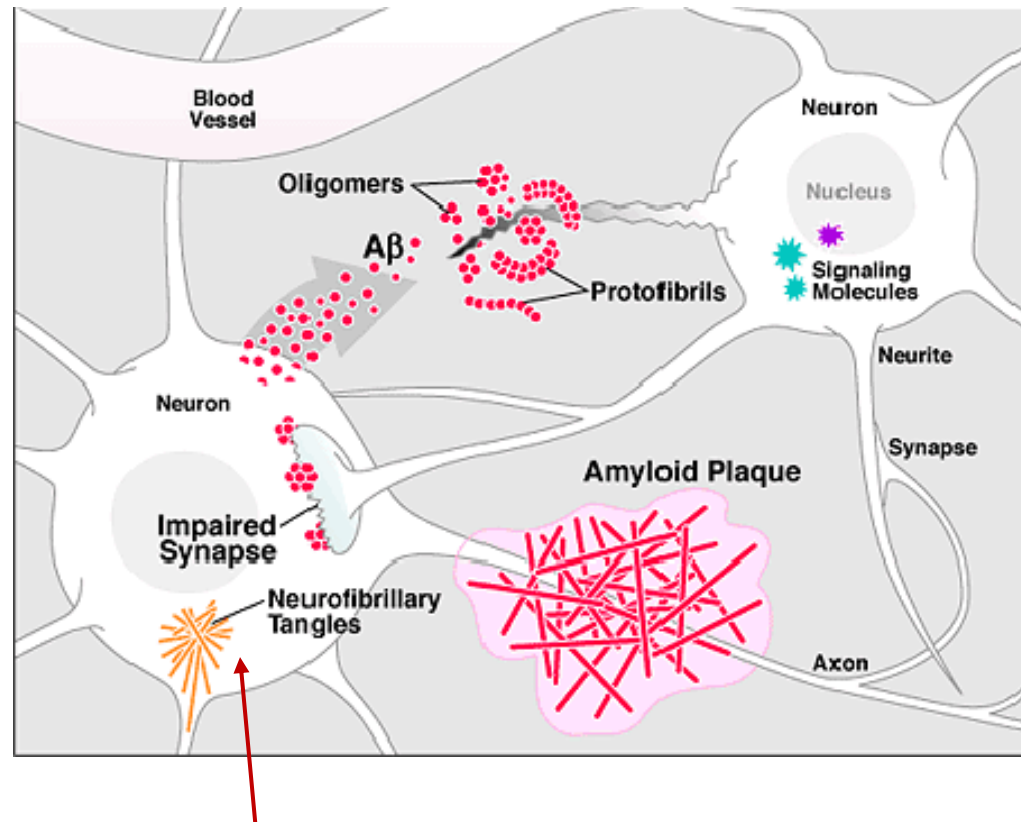 Blood
Vessel
Neuron
Oligomers
Nucleus
Aβ
Signaling
Molecules
Protofibrils
Neurite
Neuron
Synapse
Amyloid Plaque
Impaired
Synapse
Neurofibrillary
Tangles
Axon